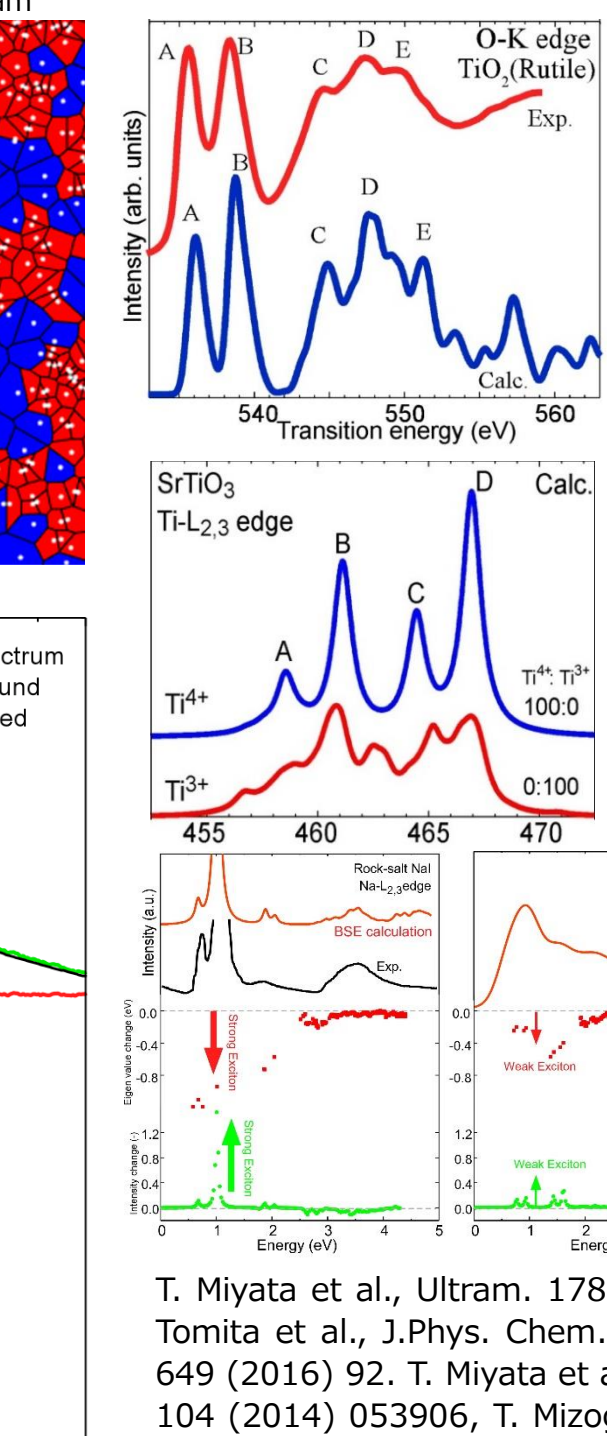 A
B
C
D
E
O-K edge
TiO2(Rutile)
Exp.
A
B
C
D
E
Calc.
Intensity (arb. units)
540
550
560
Transition energy (eV)
SrTiO3
Ti-L2,3 edge
Calc.
A
B
C
D
Ti4+
Ti4+: Ti3+
100:0
Ti3+
0:100
455
460
465
470
ctrum
und
ed
Rock-salt NaI
Na-L2,3edge
BSE calculation
Exp.
Intensity (a.u.)
Eigen value change (eV)
0.0
-0.4
-0.8
Strong Exciton
Intensity change (-)
1.2
0.8
0.4
0.0
Strong Exciton
0
1
2
3
4
5
Energy (eV)
0.0
-0.4
-0.8
Weak Exciton
1.2
0.8
0.4
0.0
Weak Exciton
0
1
2
Energ
T. Miyata et al., Ultram. 178
Tomita et al., J.Phys. Chem.
649 (2016) 92. T. Miyata et a
104 (2014) 053906, T. Mizog